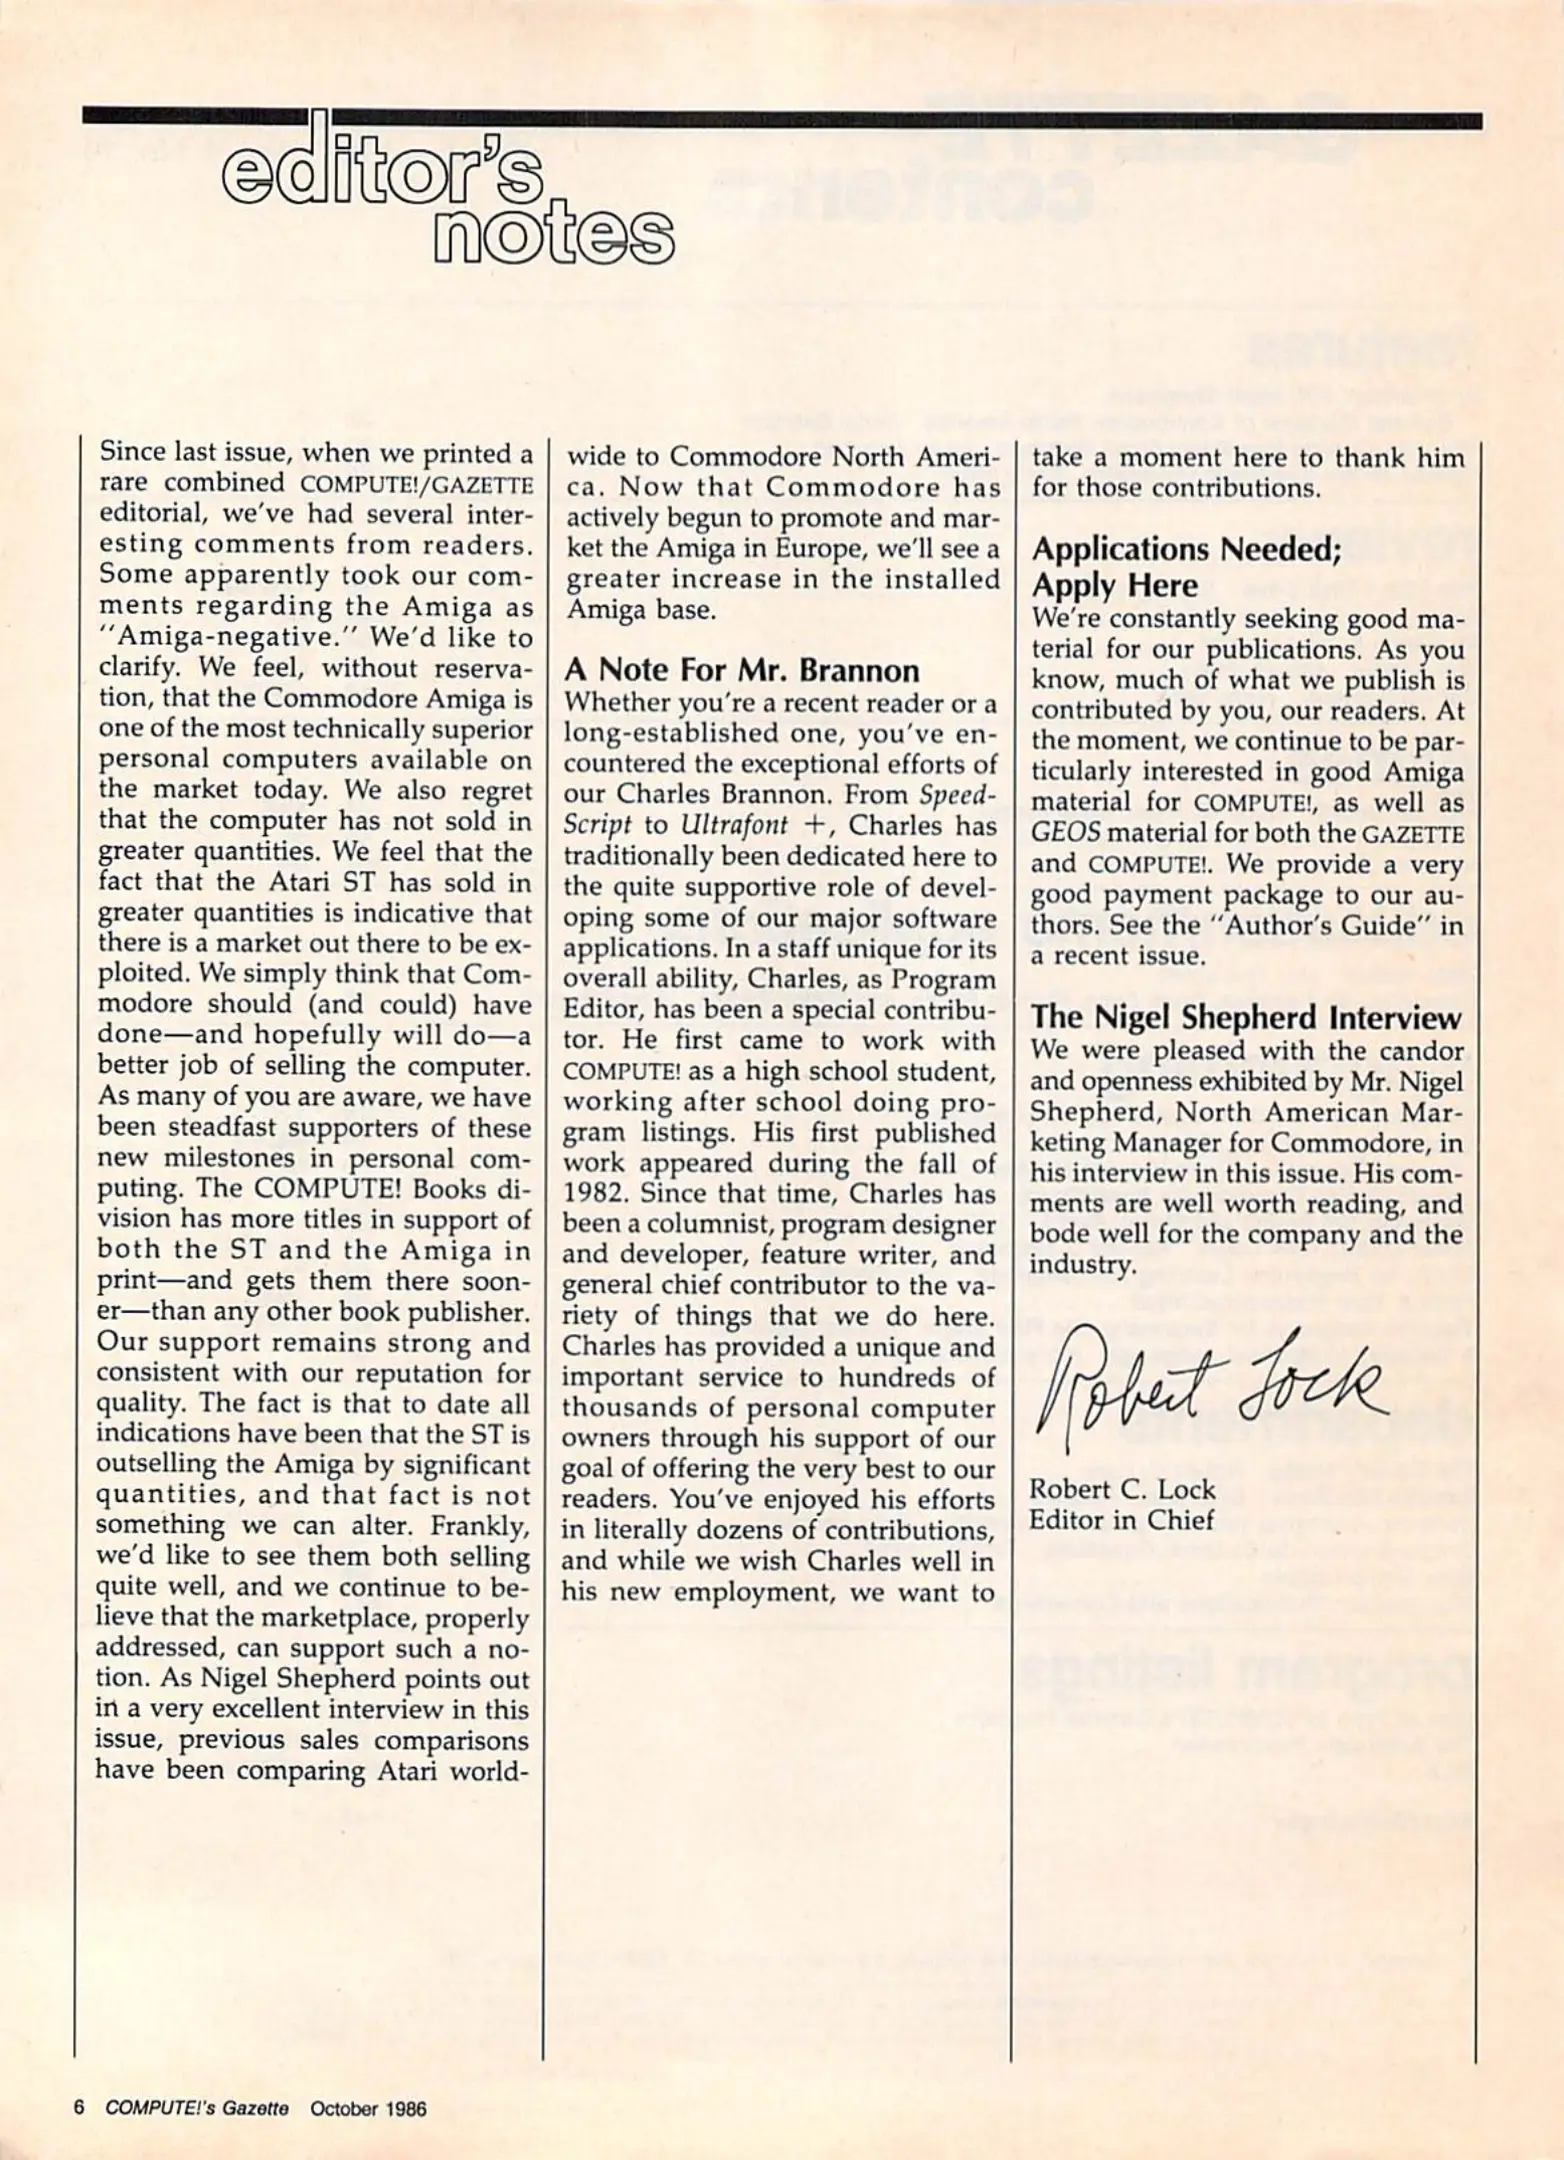 editor's
notes
Since last issue, when we printed a
rare combined COMPUTE!/GAZETTE
editorial, we've had several inter-
esting comments from readers.
Some apparently took our com-
ments regarding the Amiga as
"Amiga-negative." We'd like to
clarify. We feel, without reserva-
tion, that the Commodore Amiga is
one of the most technically superior
personal computers available on
the market today. We also regret
that the computer has not sold in
greater quantities. We feel that the
fact that the Atari ST has sold in
greater quantities is indicative that
there is a market out there to be ex-
ploited. We simply think that Com-
modore should (and could) have
done—and hopefully will do—a
better job of selling the computer.
As many of you are aware, we have
been steadfast supporters of these
new milestones in personal com-
puting. The COMPUTE! Books di-
vision has more titles in support of
both the ST and the Amiga in
print—and gets them there soon-
er—than any other book publisher.
Our support remains strong and
consistent with our reputation for
quality. The fact is that to date all
indications have been that the ST is
outselling the Amiga by significant
quantities, and that fact is not
something we can alter. Frankly,
we'd like to see them both selling
quite well, and we continue to be-
lieve that the marketplace, properly
addressed, can support such a no-
tion. As Nigel Shepherd points out
in a very excellent interview in this
issue, previous sales comparisons
have been comparing Atari world-
wide to Commodore North Ameri-
ca. Now that Commodore has
actively begun to promote and mar-
ket the Amiga in Europe, we'll see a
greater increase in the installed
Amiga base.
A Note For Mr. Brannon
Whether you're a recent reader or a
long-established one, you've en-
countered the exceptional efforts of
our Charles Brannon. From Speed-
Script to Ultrafont +, Charles has
traditionally been dedicated here to
the quite supportive role of devel-
oping some of our major software
applications. In a staff unique for its
overall ability, Charles, as Program
Editor, has been a special contribu-
tor. He first came to work with
COMPUTE! as a high school student,
working after school doing pro-
gram listings. His first published
work appeared during the fall of
1982. Since that time, Charles has
been a columnist, program designer
and developer, feature writer, and
general chief contributor to the va-
riety of things that we do here.
Charles has provided a unique and
important service to hundreds of
thousands of personal computer
owners through his support of our
goal of offering the very best to our
readers. You've enjoyed his efforts
in literally dozens of contributions,
and while we wish Charles well in
his new employment, we want to
take a moment here to thank him
for those contributions.
Applications Needed;
Apply Here
We're constantly seeking good ma-
terial for our publications. As you
know, much of what we publish is
contributed by you, our readers. At
the moment, we continue to be par-
ticularly interested in good Amiga
material for COMPUTE!, as well as
GEOS material for both the GAZETTE
and COMPUTE!. We provide a very
good payment package to our au-
thors. See the "Author's Guide" in
a recent issue.
The Nigel Shepherd Interview
We were pleased with the candor
and openness exhibited by Mr. Nigel
Shepherd, North American Mar-
keting Manager for Commodore, in
his interview in this issue. His com-
ments are well worth reading, and
bode well for the company and the
industry.
Robert Lock
Robert C. Lock
Editor in Chief
6 COMPUTE!'s Gazette October 1986